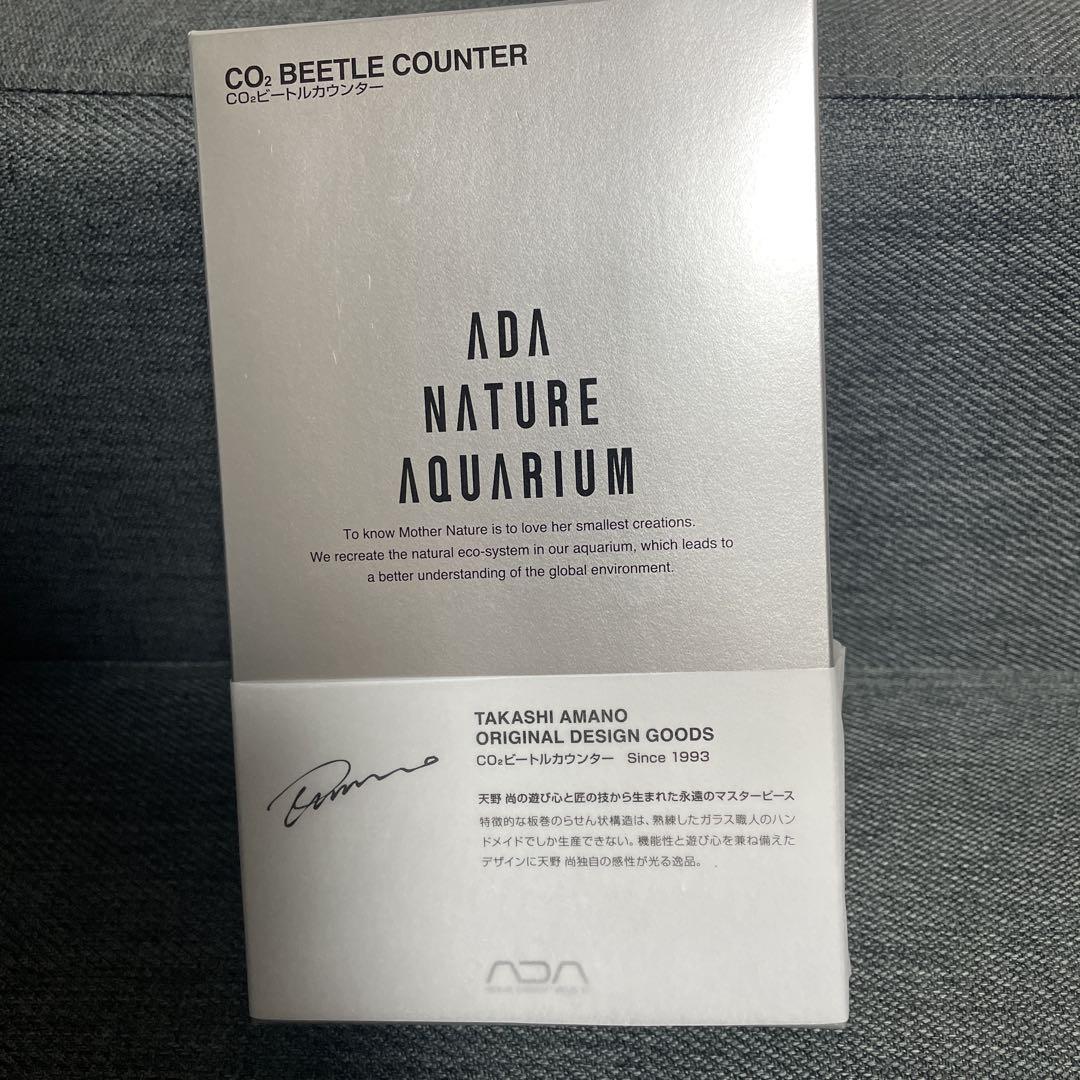 CO₂ BEETLE COUNTER
CO₂ビートルカウンター
ADA
NATURE
AQUARIUM
To know Mother Nature is to love her smallest creations.
We recreate the natural eco-system in our aquarium, which leads to
a better understanding of the global environment.
TAKASHI AMANO
ORIGINAL DESIGN GOODS
CO₂ビートルカウンター Since 1993
天野 尚の遊び心と匠の技から生まれた永遠のマスターピース
特徴的な板巻のらせん状構造は、熟練したガラス職人のハン
ドメイドでしか生産できない。機能性と遊び心を兼ね備えた
デザインに天野 尚独自の感性が光る逸品。
Amano
ADA